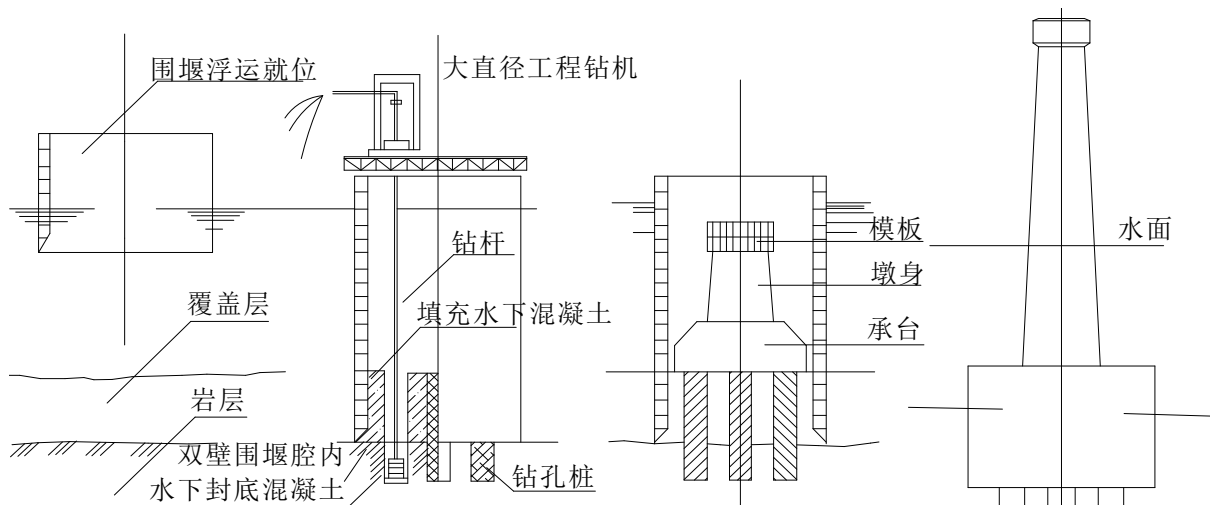 围堰浮运就位
大直径工程钻机
钻杆
覆盖层
填充水下混凝土
岩层
双壁围堰腔内
水下封底混凝土
钻孔桩
模板
墩身
承台
水面